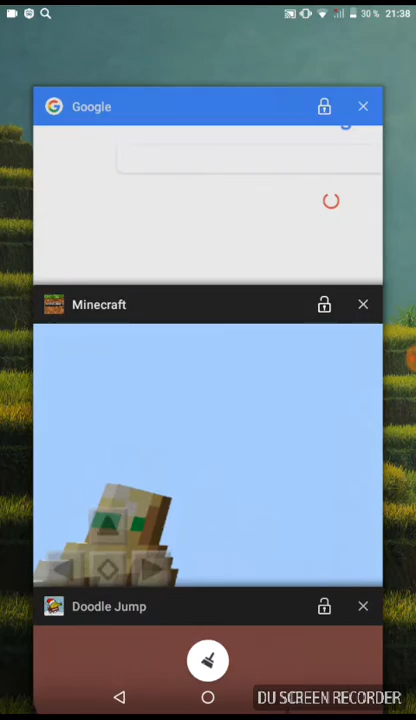 30 % 21:38
Google
Minecraft
Doodle Jump
DU SCREEN RECORDER